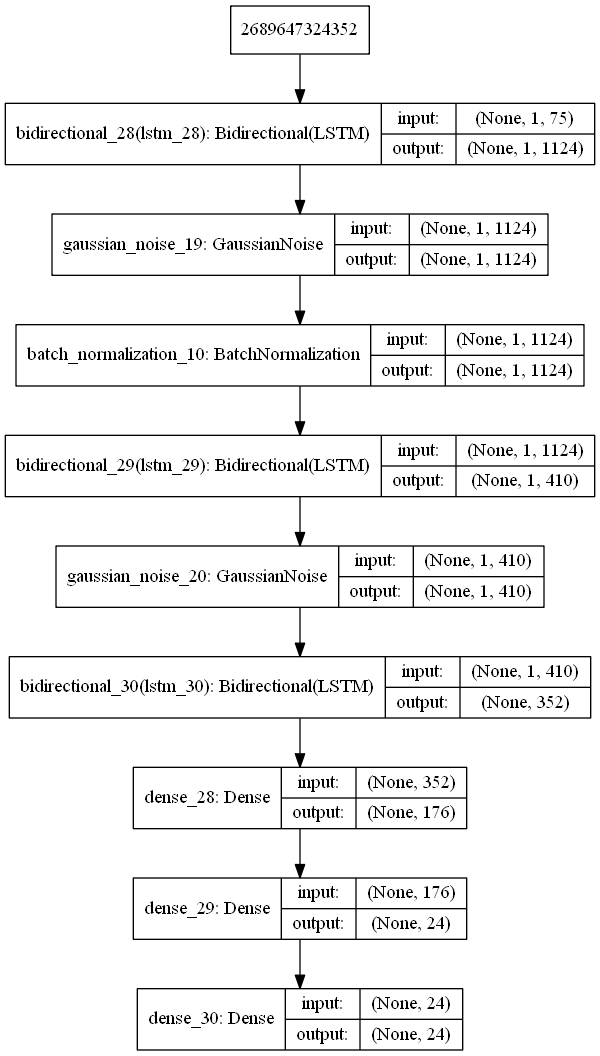 2689647324352
bidirectional_28(lstm_28): Bidirectional(LSTM)
input: (None, 1, 75)
output: (None, 1, 1124)
gaussian_noise_19: GaussianNoise
input: (None, 1, 1124)
output: (None, 1, 1124)
batch_normalization_10: BatchNormalization
input: (None, 1, 1124)
output: (None, 1, 1124)
bidirectional_29(lstm_29): Bidirectional(LSTM)
input: (None, 1, 1124)
output: (None, 1, 410)
gaussian_noise_20: GaussianNoise
input: (None, 1, 410)
output: (None, 1, 410)
bidirectional_30(lstm_30): Bidirectional(LSTM)
input: (None, 1, 410)
output: (None, 352)
dense_28: Dense
input: (None, 352)
output: (None, 176)
dense_29: Dense
input: (None, 176)
output: (None, 24)
dense_30: Dense
input: (None, 24)
output: (None, 24)